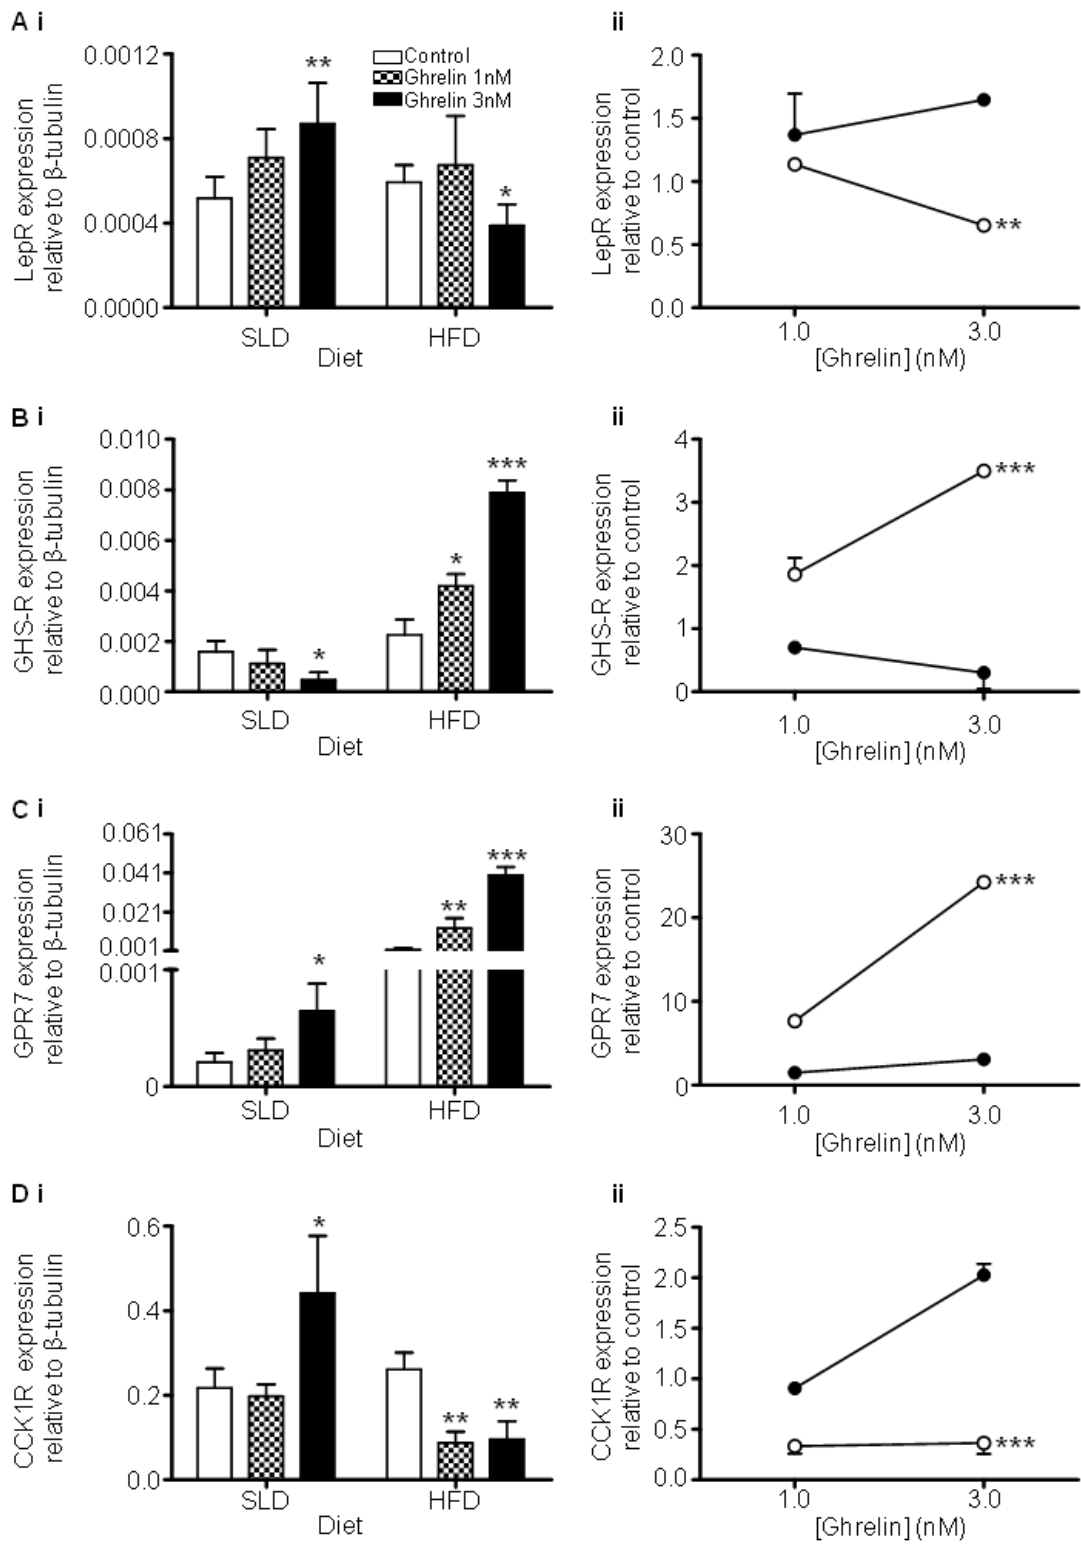 A i
LepR expression
relative to β-tubulin
0.0012
0.0008
0.0004
0.0000
**
*
Control
Ghrelin 1nM
Ghrelin 3nM
SLD
HFD
Diet
ii
LepR expression
relative to control
2.0
1.5
1.0
0.5
0.0
**
1.0
3.0
[Ghrelin] (nM)
B i
GHS-R expression
relative to β-tubulin
0.010
0.008
0.006
0.004
0.002
0.000
*
*
***
SLD
HFD
Diet
ii
GHS-R expression
relative to control
4
3
2
1
0
***
1.0
3.0
[Ghrelin] (nM)
C i
GPR7 expression
relative to β-tubulin
0.061
0.041
0.021
0.001
0.001
0
*
**
***
SLD
HFD
Diet
ii
GPR7 expression
relative to control
30
20
10
0
***
1.0
3.0
[Ghrelin] (nM)
D i
CCK1R expression
relative to β-tubulin
0.6
0.4
0.2
0.0
*
**
**
SLD
HFD
Diet
ii
CCK1R expression
relative to control
2.5
2.0
1.5
1.0
0.5
0.0
***
1.0
3.0
[Ghrelin] (nM)